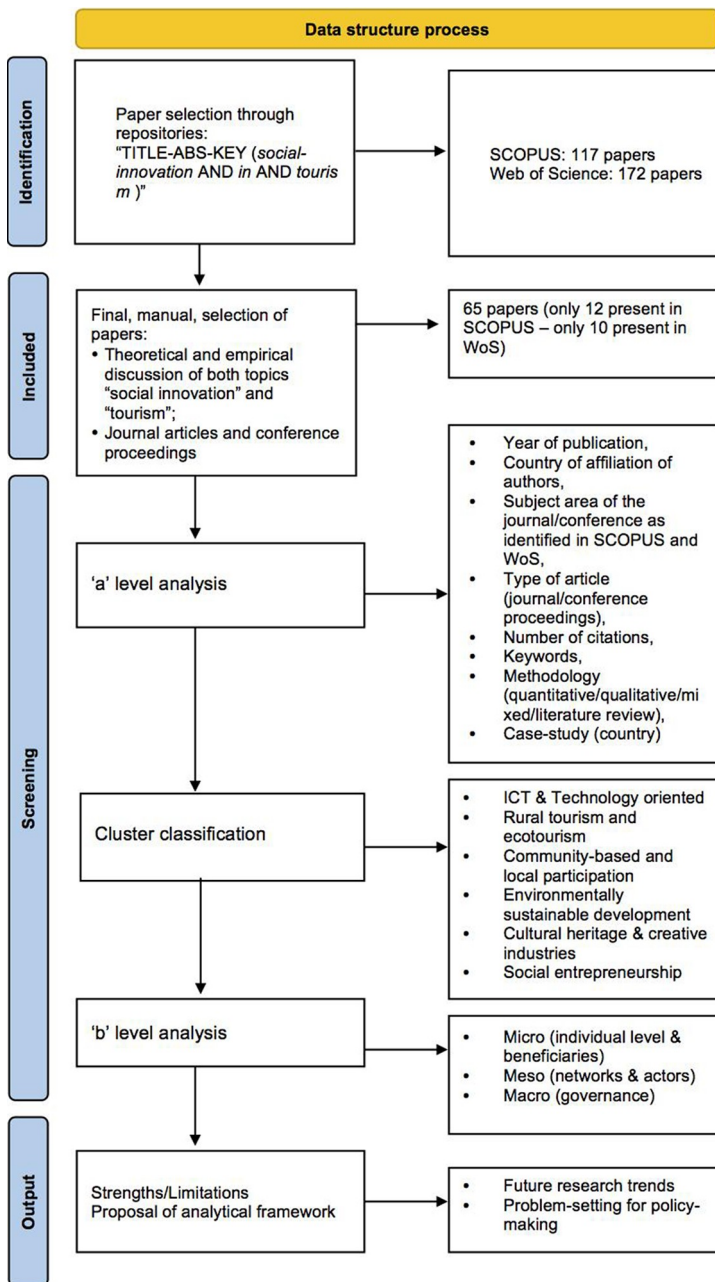 Data structure process
Identification
Paper selection through
repositories:
“TITLE-ABS-KEY (social-
innovation AND in AND touris
m )”
SCOPUS: 117 papers
Web of Science: 172 papers
Included
Final, manual, selection of
papers:
• Theoretical and empirical
discussion of both topics
“social innovation” and
“tourism”;
• Journal articles and conference
proceedings
65 papers (only 12 present in
SCOPUS – only 10 present in
WoS)
Screening
‘a’ level analysis
• Year of publication,
• Country of affiliation of
authors,
• Subject area of the
journal/conference as
identified in SCOPUS and
WoS,
• Type of article
(journal/conference
proceedings),
• Number of citations,
• Keywords,
• Methodology
(quantitative/qualitative/mi
xed/literature review),
• Case-study (country)
Cluster classification
• ICT & Technology oriented
• Rural tourism and
ecotourism
• Community-based and
local participation
• Environmentally
sustainable development
• Cultural heritage & creative
industries
• Social entrepreneurship
‘b’ level analysis
• Micro (individual level &
beneficiaries)
• Meso (networks & actors)
• Macro (governance)
Output
Strengths/Limitations
Proposal of analytical framework
• Future research trends
• Problem-setting for policy-
making